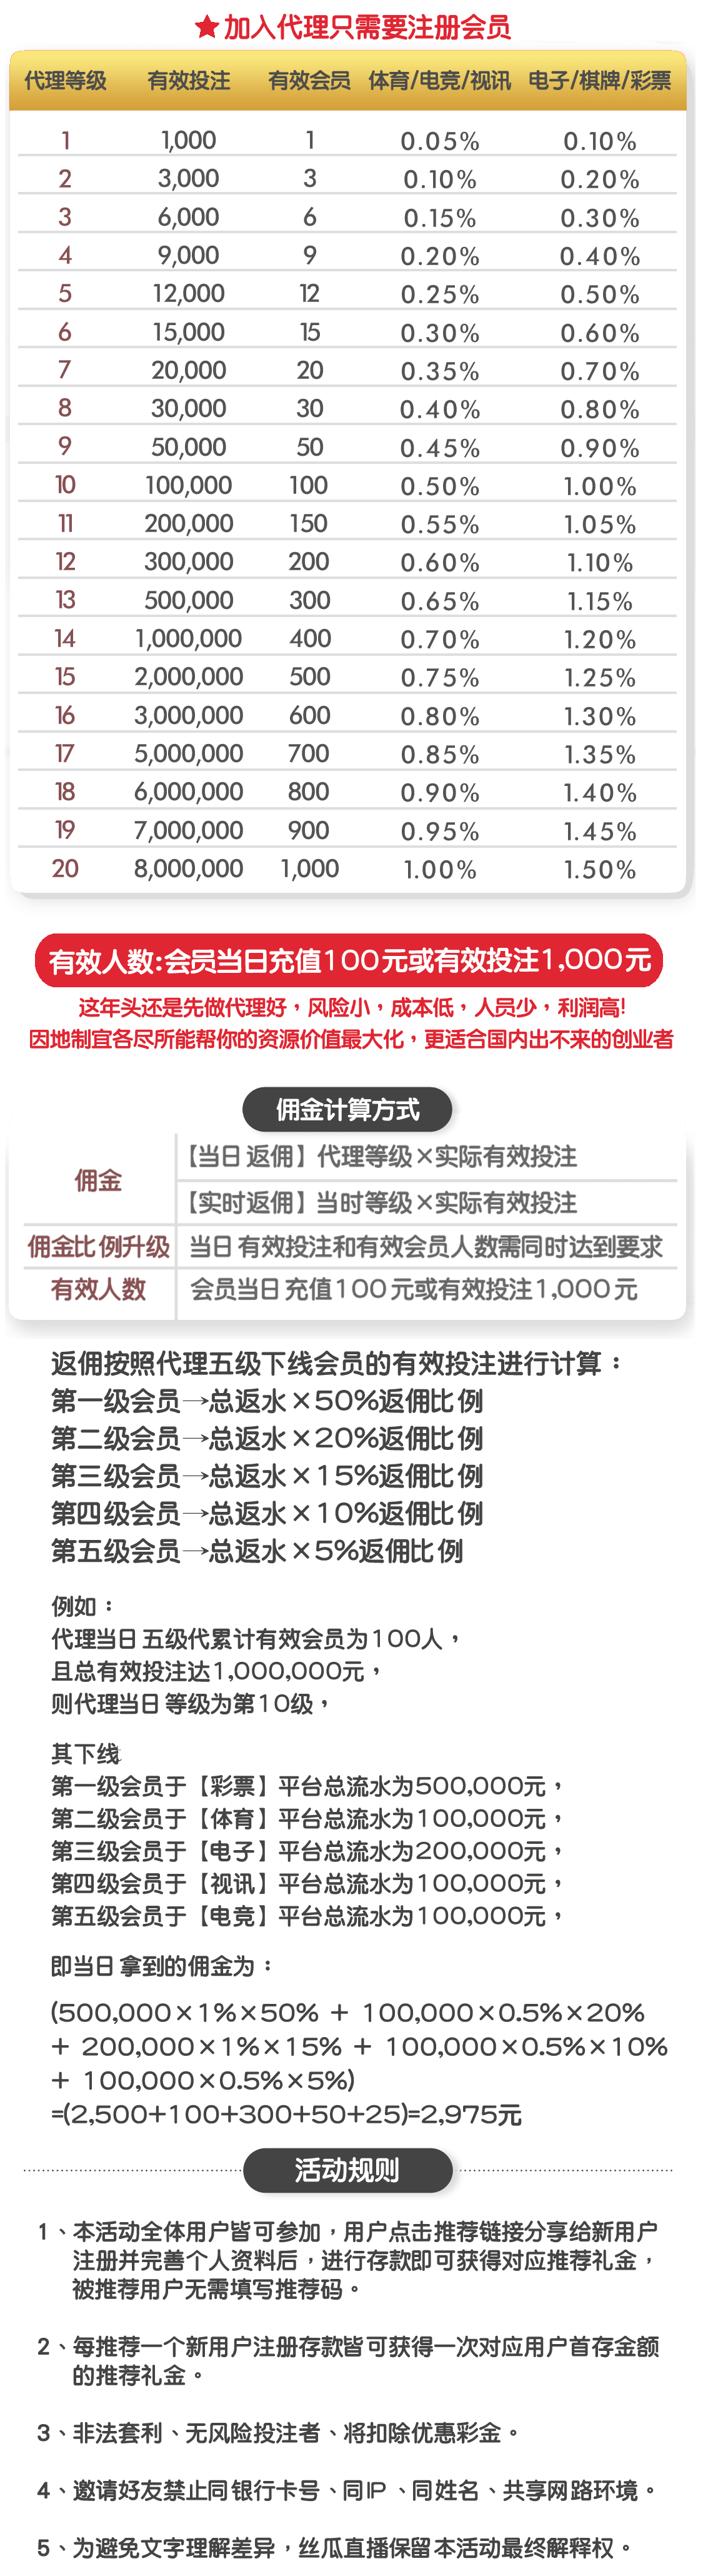 ★加入代理只需要注册会员
代理等级 有效投注 有效会员 体育/电竞/视讯 电子/棋牌/彩票
1 1,000 1 0.05% 0.10%
2 3,000 3 0.10% 0.20%
3 6,000 6 0.15% 0.30%
4 9,000 9 0.20% 0.40%
5 12,000 12 0.25% 0.50%
6 15,000 15 0.30% 0.60%
7 20,000 20 0.35% 0.70%
8 30,000 30 0.40% 0.80%
9 50,000 50 0.45% 0.90%
10 100,000 100 0.50% 1.00%
11 200,000 150 0.55% 1.05%
12 300,000 200 0.60% 1.10%
13 500,000 300 0.65% 1.15%
14 1,000,000 400 0.70% 1.20%
15 2,000,000 500 0.75% 1.25%
16 3,000,000 600 0.80% 1.30%
17 5,000,000 700 0.85% 1.35%
18 6,000,000 800 0.90% 1.40%
19 7,000,000 900 0.95% 1.45%
20 8,000,000 1,000 1.00% 1.50%
有效人数:会员当日充值100元或有效投注1,000元
这年头还是先做代理好，风险小，成本低，人员少，利润高!
因地制宜各尽所能帮你的资源价值最大化，更适合国内出不来的创业者
佣金计算方式
佣金
【当日返佣】代理等级×实际有效投注
【实时返佣】当时等级×实际有效投注
佣金比例升级 当日有效投注和有效会员人数需同时达到要求
有效人数 会员当日充值100元或有效投注1,000元
返佣按照代理五级下线会员的有效投注进行计算：
第一级会员→总返水×50%返佣比例
第二级会员→总返水×20%返佣比例
第三级会员→总返水×15%返佣比例
第四级会员→总返水×10%返佣比例
第五级会员→总返水×5%返佣比例
例如：
代理当日五级代累计有效会员为100人，
且总有效投注达1,000,000元，
则代理当日等级为第10级，
其下线
第一级会员于【彩票】平台总流水为500,000元，
第二级会员于【体育】平台总流水为100,000元，
第三级会员于【电子】平台总流水为200,000元，
第四级会员于【视讯】平台总流水为100,000元，
第五级会员于【电竞】平台总流水为100,000元，
即当日拿到的佣金为：
(500,000×1%×50% + 100,000×0.5%×20%
+ 200,000×1%×15% + 100,000×0.5%×10%
+ 100,000×0.5%×5%)
=(2,500+100+300+50+25)=2,975元
活动规则
1、本活动全体用户皆可参加，用户点击推荐链接分享给新用户
注册并完善个人资料后，进行存款即可获得对应推荐礼金，
被推荐用户无需填写推荐码。
2、每推荐一个新用户注册存款皆可获得一次对应用户首存金额
的推荐礼金。
3、非法套利、无风险投注者、将扣除优惠彩金。
4、邀请好友禁止同银行卡号、同IP、同姓名、共享网路环境。
5、为避免文字理解差异，丝瓜直播保留本活动最终解释权。